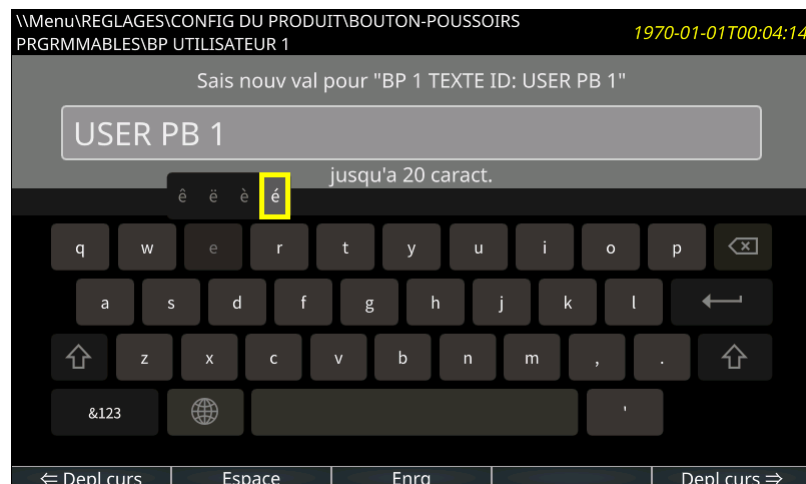 \\Menu\REGLAGES\CONFIG DU PRODUIT\BOUTON-POUSSOIRS
PRGRMMABLES\BP UTILISATEUR 1
1970-01-01T00:04:14
Sais nouv val pour "BP 1 TEXTE ID: USER PB 1"
USER PB 1
jusqu'a 20 caract.
ê ë è é
q w e r t y u i o p
a s d f g h j k l
z x c v b n m , .
&123 '
⇐ Depl curs Espace Enrg Depl curs ⇒